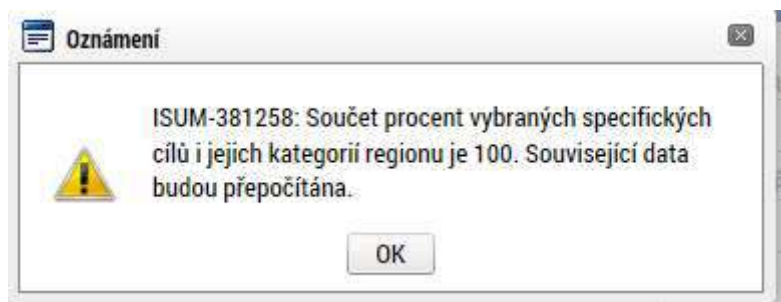 Oznámení
ISUM-381258: Součet procent vybraných specifických
cílů i jejich kategorií regionu je 100. Související data
budou přepočítána.
OK